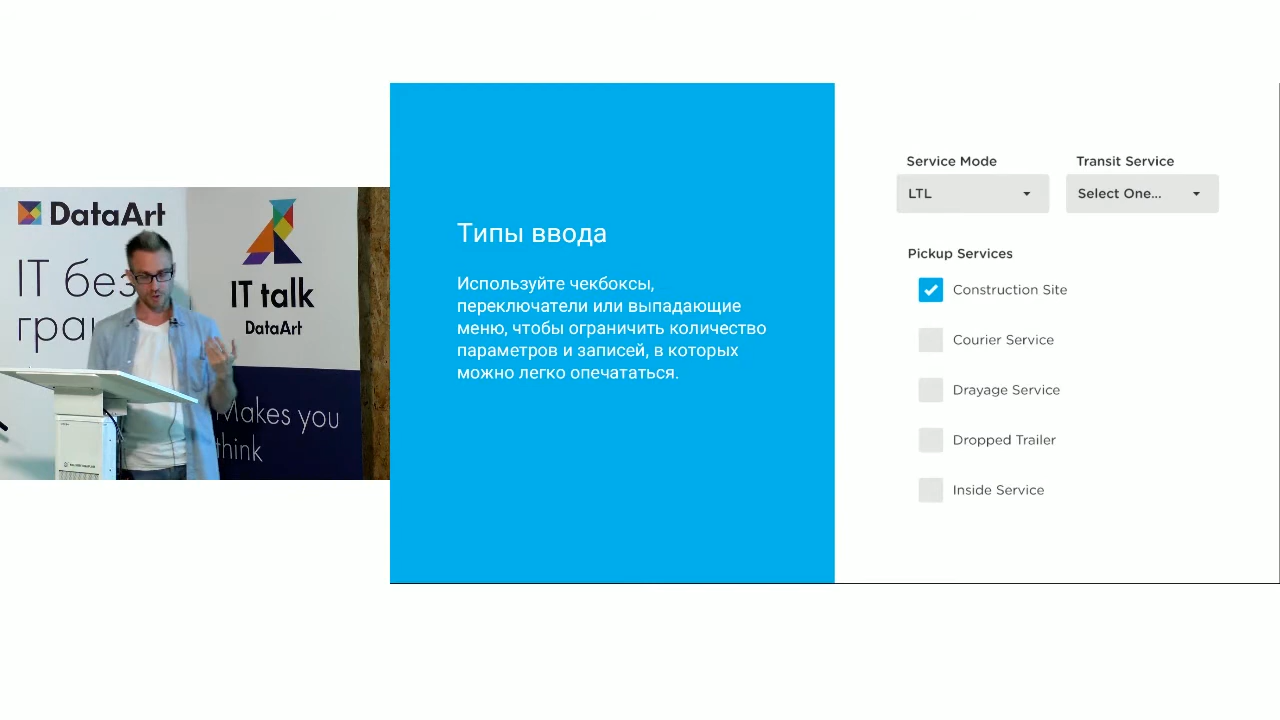 DataArt
IT без
гра
IT talk
DataArt
Makes you
think
Типы ввода
Используйте чекбоксы,
переключатели или выпадающие
меню, чтобы ограничить количество
параметров и записей, в которых
можно легко опечататься.
Service Mode
Transit Service
LTL
Select One...
Pickup Services
Construction Site
Courier Service
Drayage Service
Dropped Trailer
Inside Service